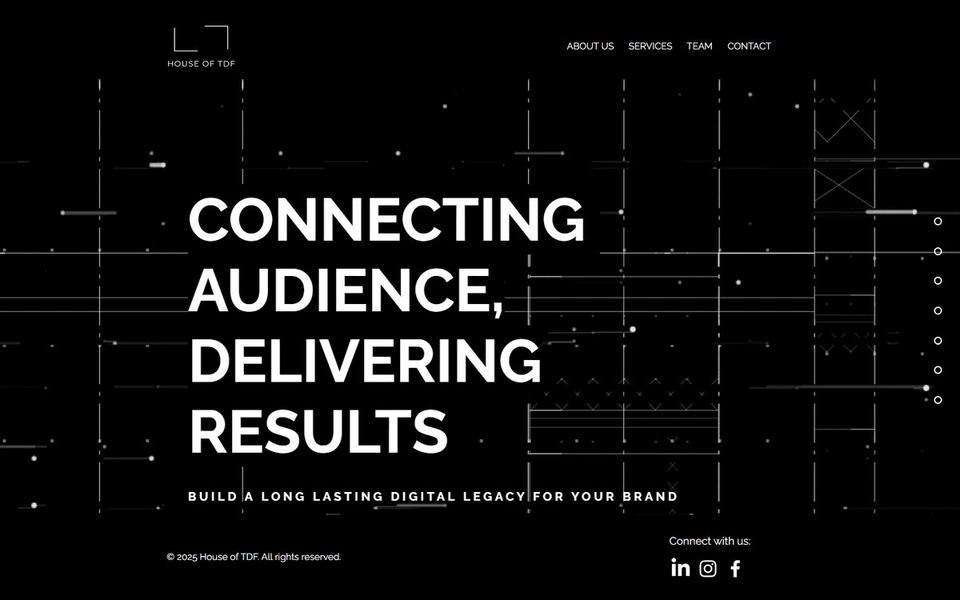 HOUSE OF TDF
ABOUT US SERVICES TEAM CONTACT
CONNECTING
AUDIENCE,
DELIVERING
RESULTS
BUILD A LONG LASTING DIGITAL LEGACY FOR YOUR BRAND
Connect with us:
© 2025 House of TDF. All rights reserved.